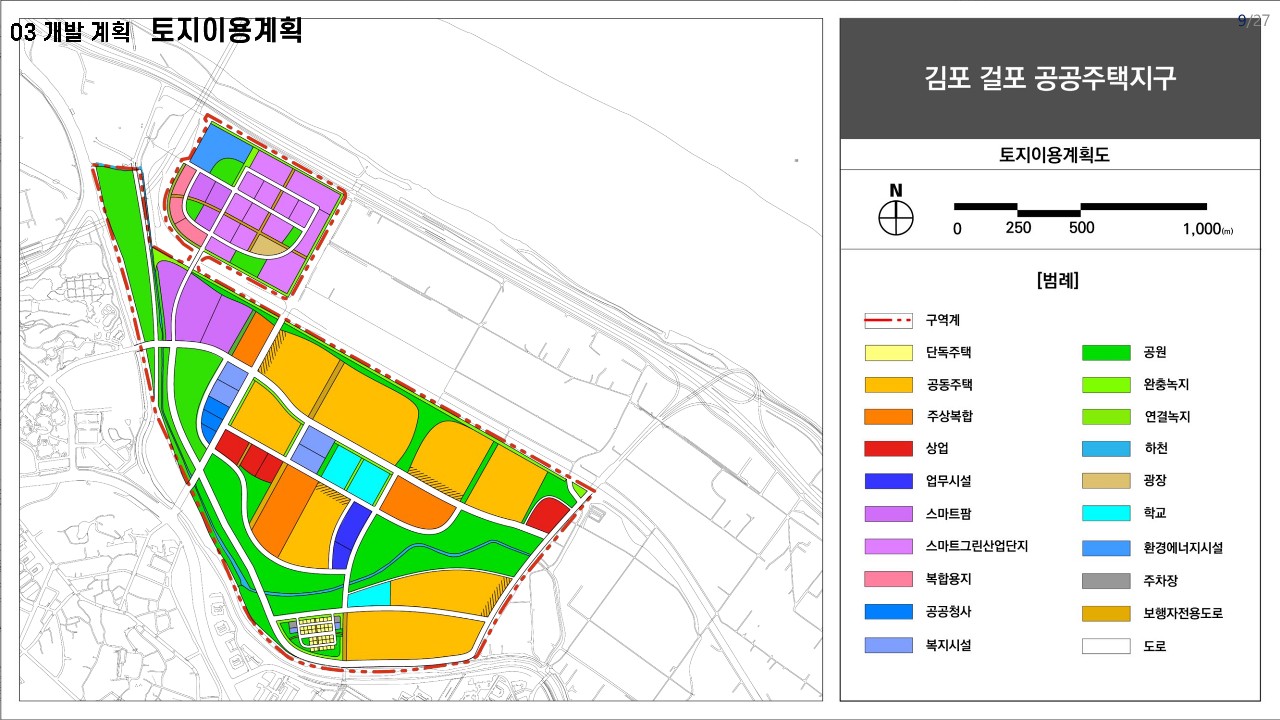 03 개발 계획 토지이용계획
9/27
김포 걸포 공공주택지구
토지이용계획도
N
0 250 500 1,000(m)
[범례]
구역계
단독주택
공동주택
주상복합
상업
업무시설
스마트팜
스마트그린산업단지
복합용지
공공청사
복지시설
공원
완충녹지
연결녹지
하천
광장
학교
환경에너지시설
주차장
보행자전용도로
도로